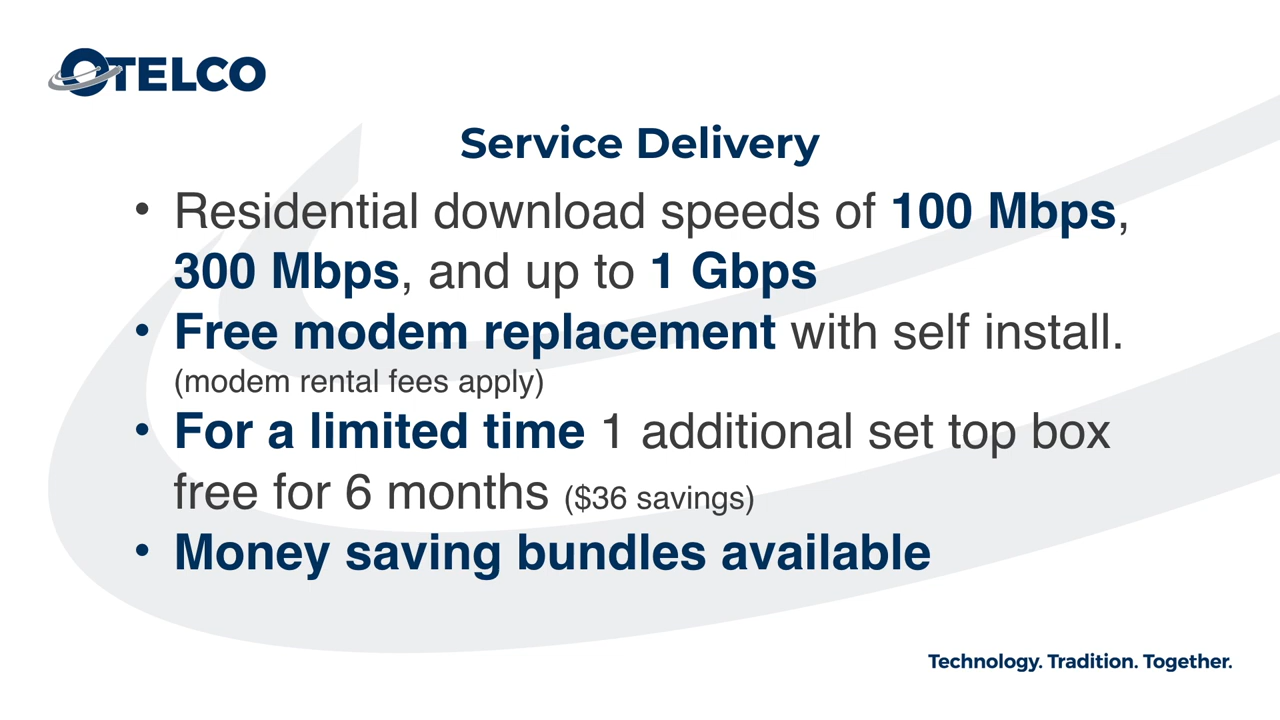 OTELCO
Service Delivery
• Residential download speeds of 100 Mbps,
300 Mbps, and up to 1 Gbps
• Free modem replacement with self install.
(modem rental fees apply)
• For a limited time 1 additional set top box
free for 6 months ($36 savings)
• Money saving bundles available
Technology. Tradition. Together.